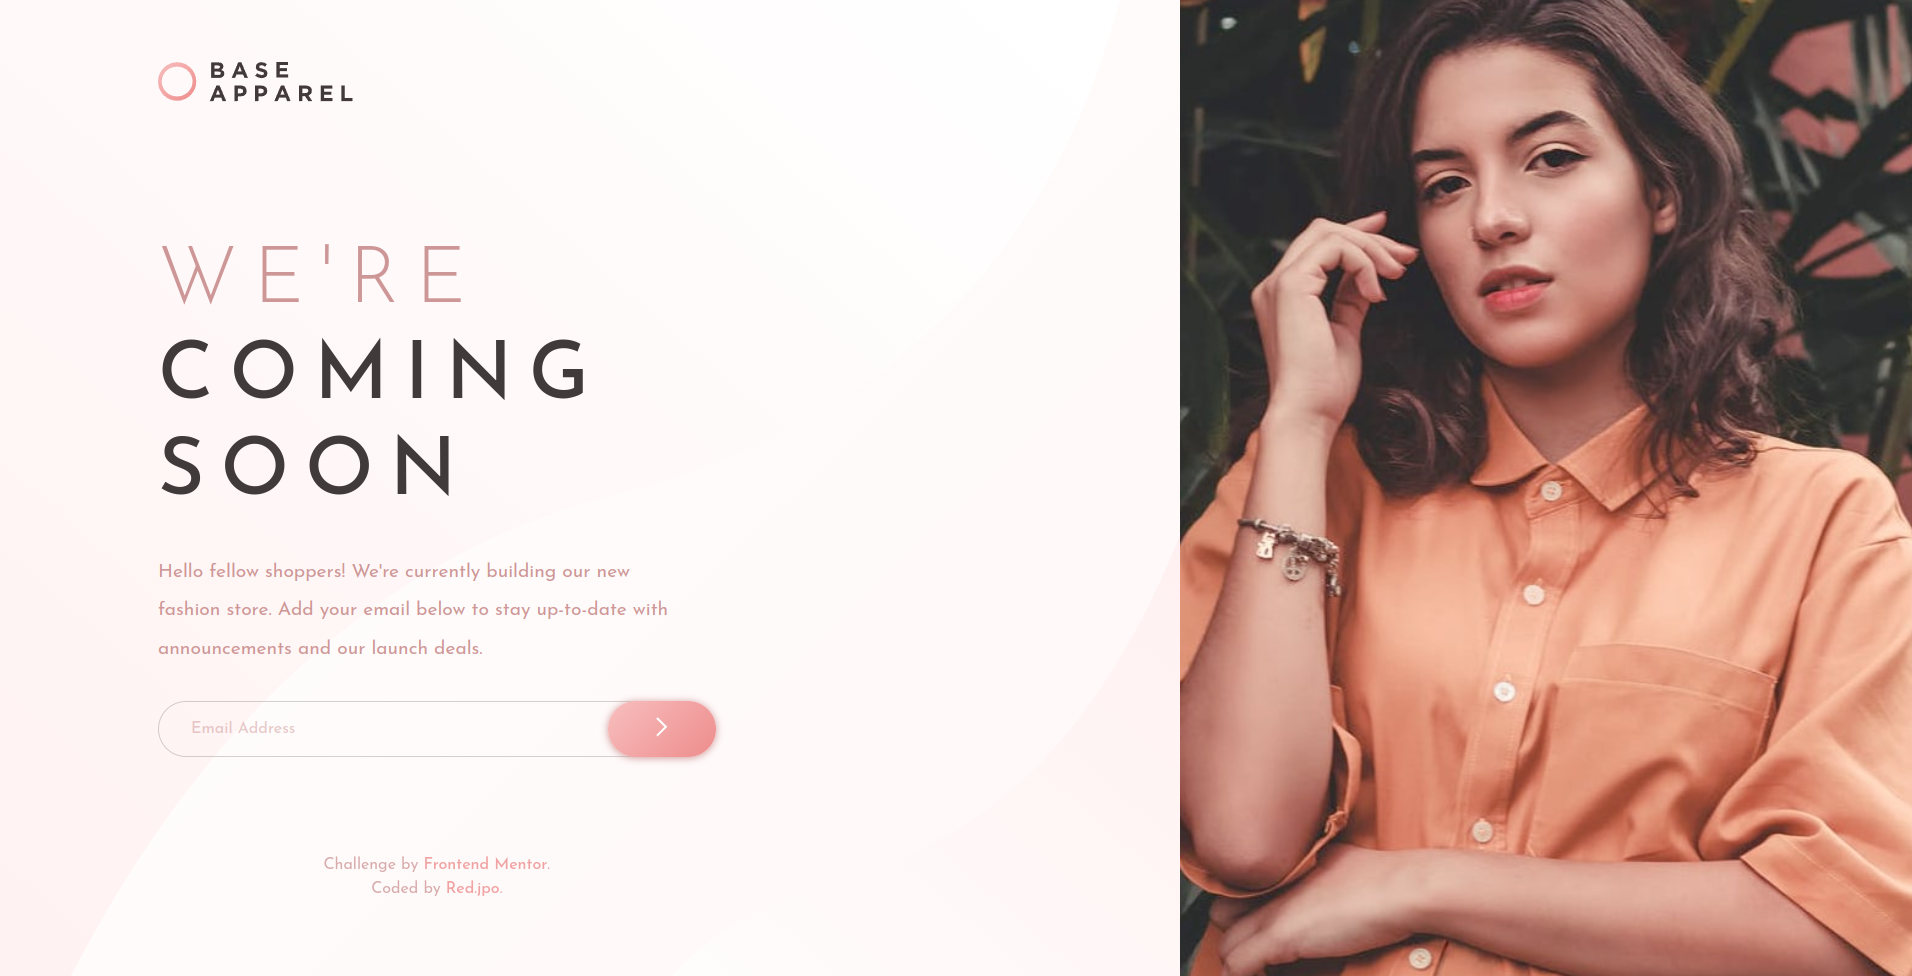 BASE
APPAREL
WE'RE
COMING
SOON
Hello fellow shoppers! We're currently building our new
fashion store. Add your email below to stay up-to-date with
announcements and our launch deals.
Email Address
Challenge by Frontend Mentor.
Coded by Red.jpo.